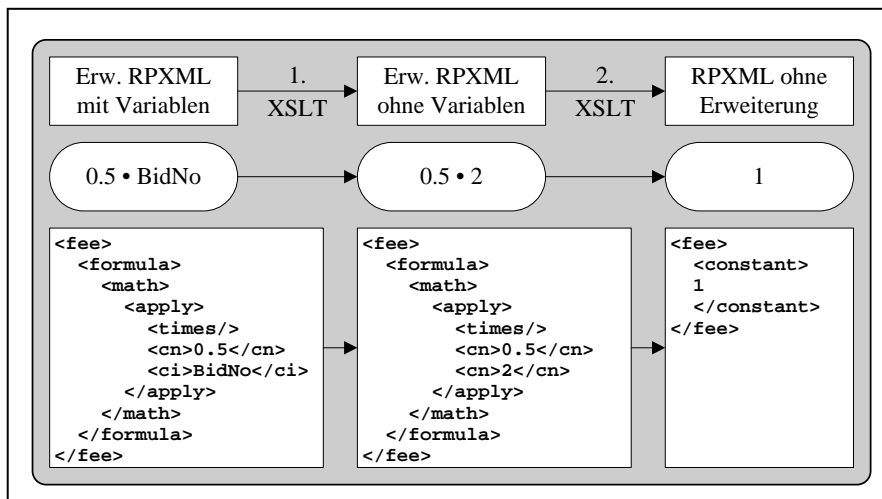 Erw. RPXML
mit Variablen
1.
XSLT
Erw. RPXML
ohne Variablen
2.
XSLT
RPXML ohne
Erweiterung
0.5 • BidNo
0.5 • 2
1
<fee>
  <formula>
    <math>
      <apply>
        <times/>
        <cn>0.5</cn>
        <ci>BidNo</ci>
      </apply>
    </math>
  </formula>
</fee>
<fee>
  <formula>
    <math>
      <apply>
        <times/>
        <cn>0.5</cn>
        <cn>2</cn>
      </apply>
    </math>
  </formula>
</fee>
<fee>
  <constant>
  1
  </constant>
</fee>